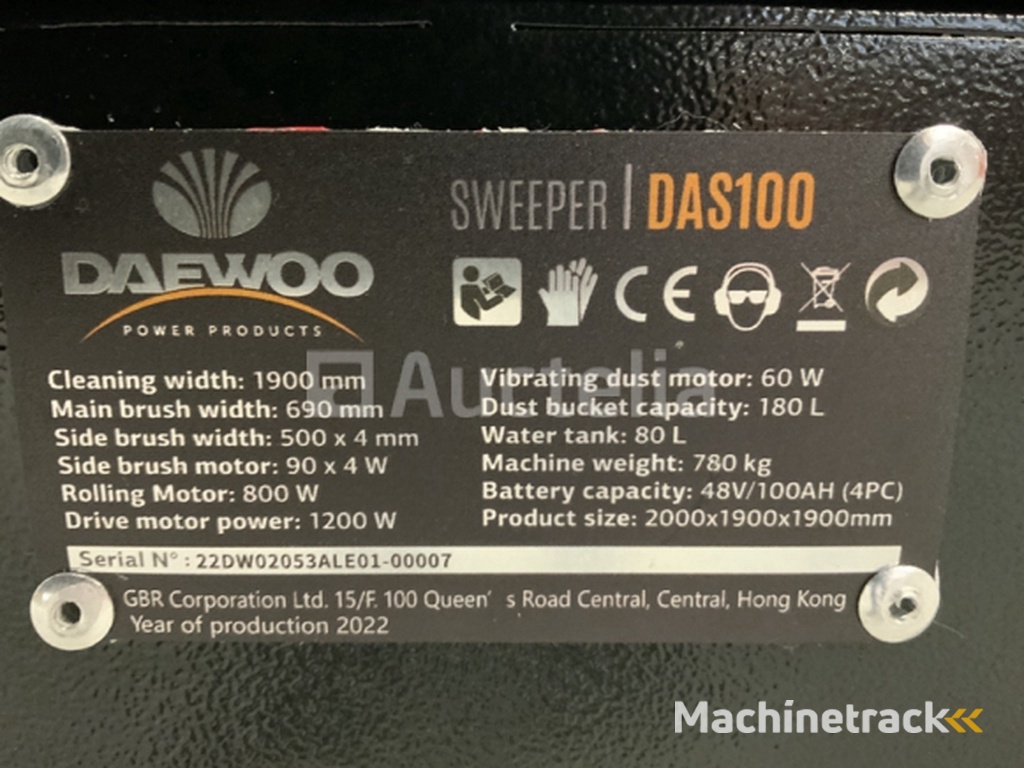 SWEEPER | DAS100
DAEWOO
POWER PRODUCTS
CE
Cleaning width: 1900 mm
Main brush width: 690 mm
Side brush width: 500 x 4 mm
Side brush motor: 90 x 4 W
Rolling Motor: 800 W
Drive motor power: 1200 W
Vibrating dust motor: 60 W
Dust bucket capacity: 180 L
Water tank: 80 L
Machine weight: 780 kg
Battery capacity: 48V/100AH (4PC)
Product size: 2000x1900x1900mm
Serial N° : 22DW02053ALE01-00007
GBR Corporation Ltd. 15/F. 100 Queen' s Road Central, Central, Hong Kong
Year of production 2022
Aurtelia
Machinetrack